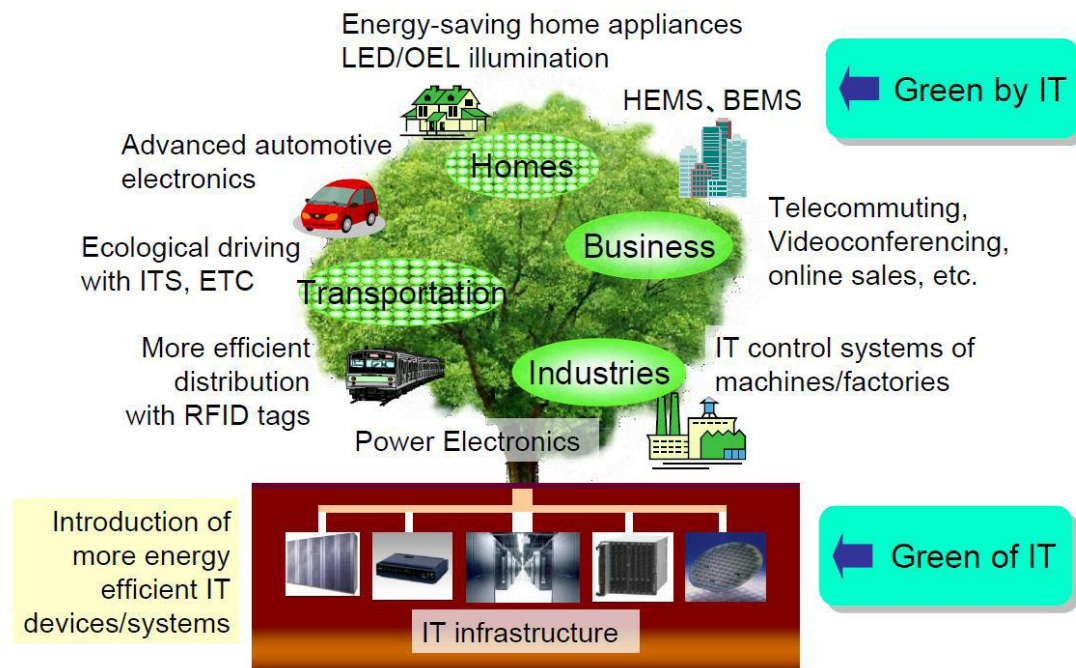 Energy-saving home appliances
LED/OEL illumination
HEMS、BEMS
Green by IT
Advanced automotive
electronics
Homes
Telecommuting,
Videoconferencing,
online sales, etc.
Business
Ecological driving
with ITS, ETC
Transportation
More efficient
distribution
with RFID tags
Industries
IT control systems of
machines/factories
Power Electronics
Introduction of
more energy
efficient IT
devices/systems
Green of IT
IT infrastructure